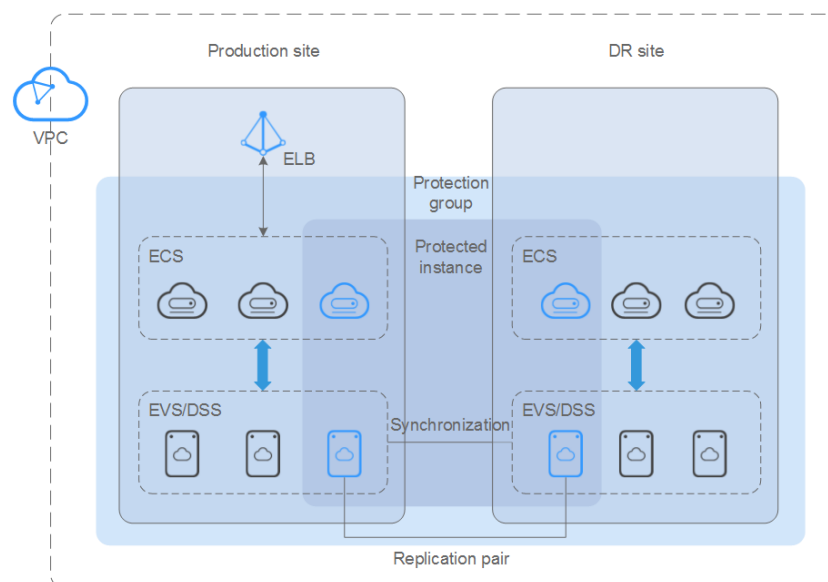 Production site
DR site
VPC
ELB
Protection
group
Protected
instance
ECS
ECS
EVS/DSS
Synchronization
EVS/DSS
Replication pair